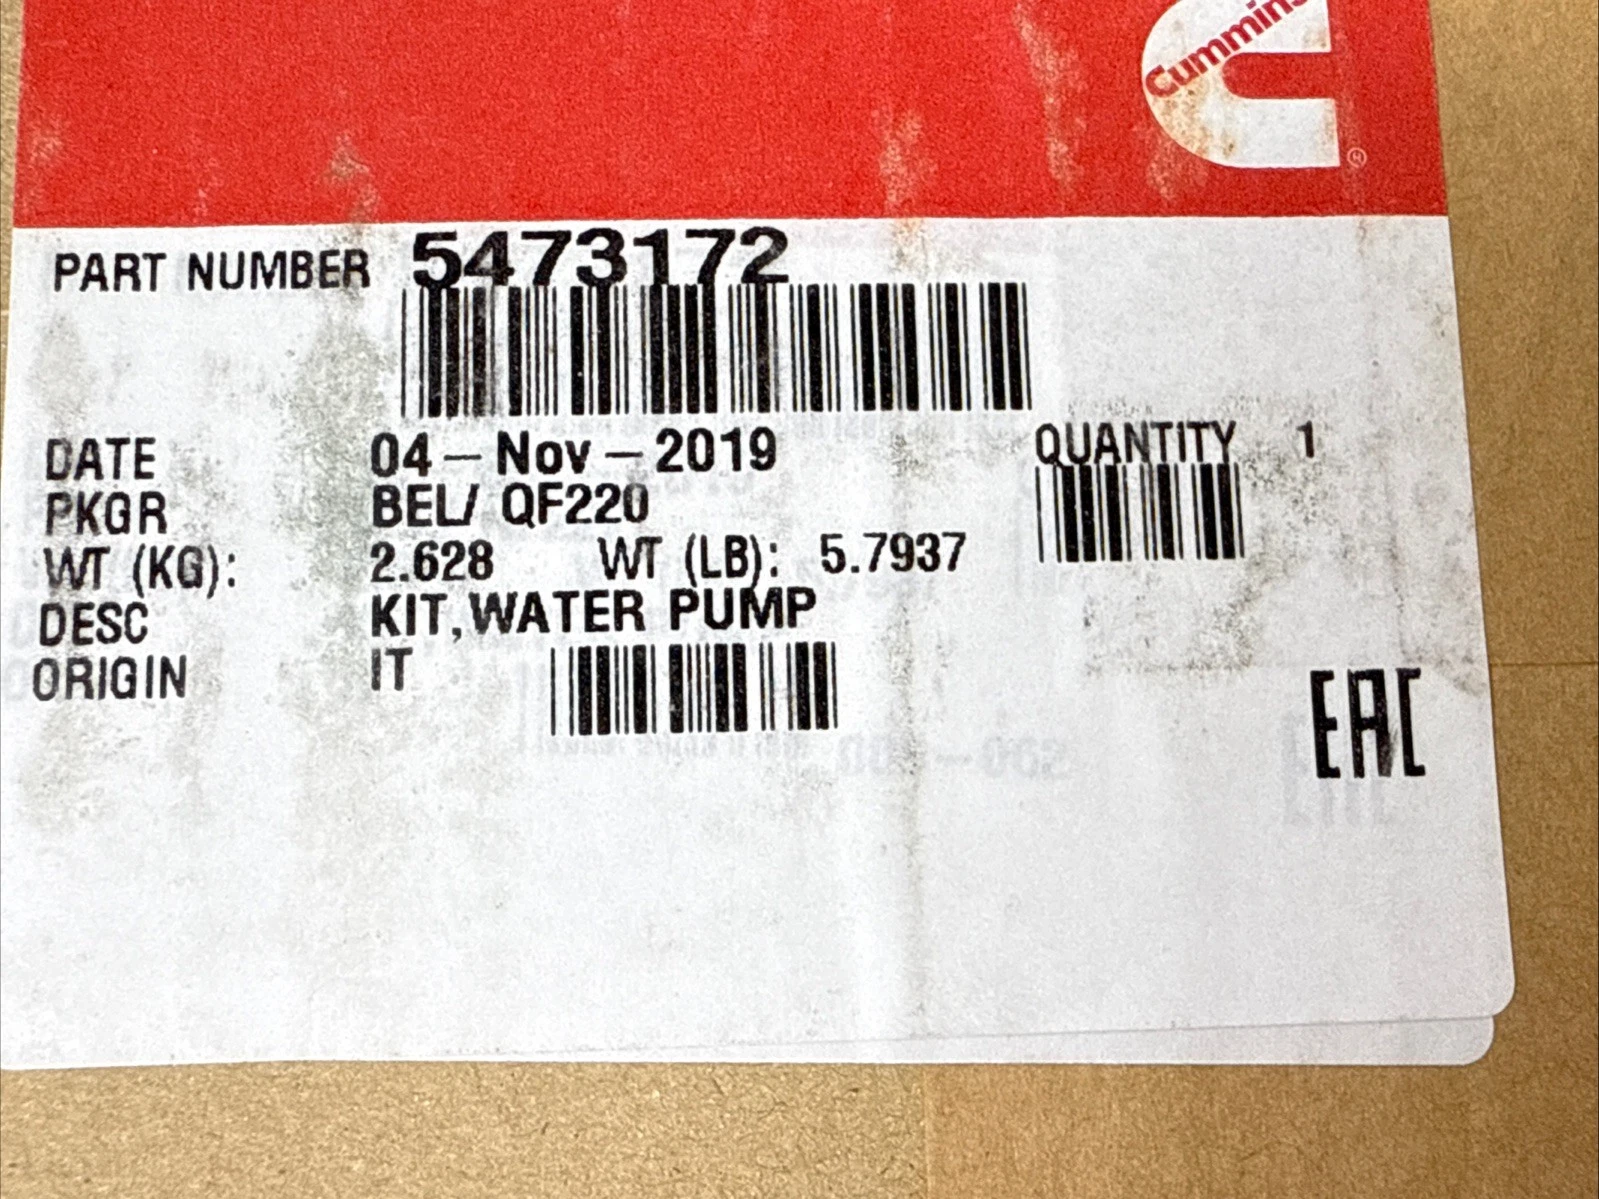 Cummins
®
PART NUMBER 5473172
DATE 04-Nov-2019 QUANTITY 1
PKGR BEL/ QF220
WT (KG): 2.628 WT (LB): 5.7937
DESC KIT,WATER PUMP
ORIGIN IT
EAC